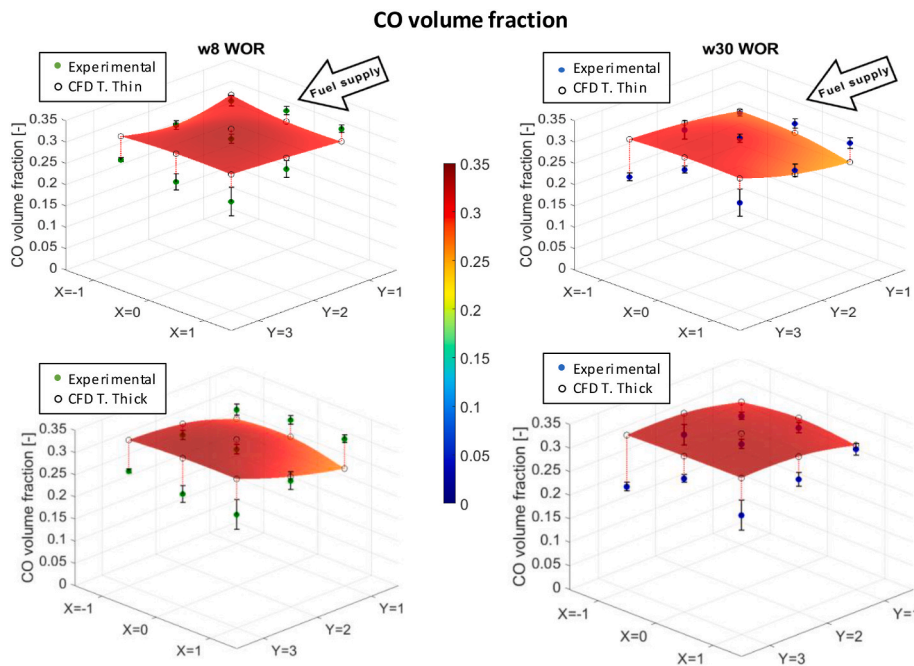 CO volume fraction
w8 WOR
Experimental
CFD T. Thin
Fuel supply
CO volume fraction [-]
0.35
0.3
0.25
0.2
0.15
0.1
0.05
0
X=-1
X=0
X=1
Y=3
Y=2
Y=1
w30 WOR
Experimental
CFD T. Thin
Fuel supply
CO volume fraction [-]
0.35
0.3
0.25
0.2
0.15
0.1
0.05
0
X=-1
X=0
X=1
Y=3
Y=2
Y=1
0.35
0.3
0.25
0.2
0.15
0.1
0.05
0
Experimental
CFD T. Thick
CO volume fraction [-]
0.35
0.3
0.25
0.2
0.15
0.1
0.05
0
X=-1
X=0
X=1
Y=3
Y=2
Y=1
Experimental
CFD T. Thick
CO volume fraction [-]
0.35
0.3
0.25
0.2
0.15
0.1
0.05
0
X=-1
X=0
X=1
Y=3
Y=2
Y=1